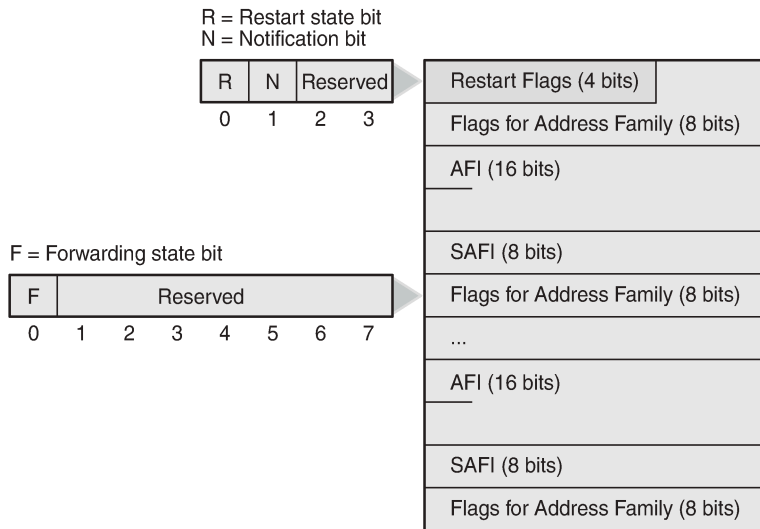 R = Restart state bit
N = Notification bit
R N Reserved
0 1 2 3
Restart Flags (4 bits)
Flags for Address Family (8 bits)
AFI (16 bits)
F = Forwarding state bit
F Reserved
0 1 2 3 4 5 6 7
SAFI (8 bits)
Flags for Address Family (8 bits)
...
AFI (16 bits)
SAFI (8 bits)
Flags for Address Family (8 bits)